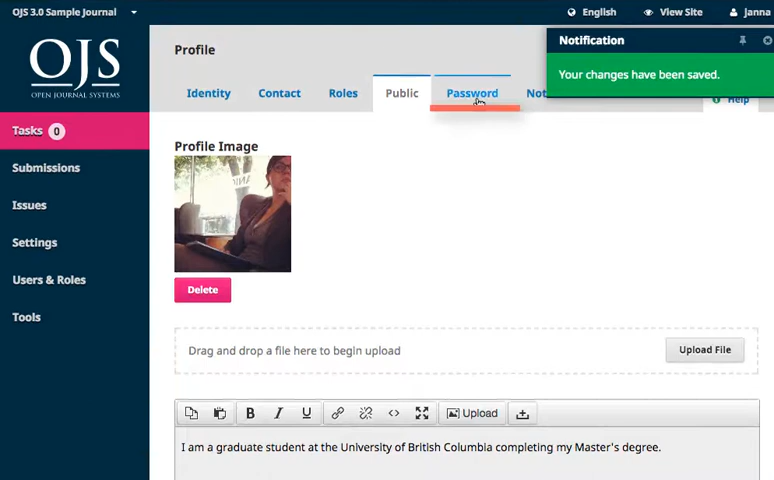 OJS 3.0 Sample Journal English View Site Janna
OJS
OPEN JOURNAL SYSTEMS
Profile
Notification
Your changes have been saved.
Identity Contact Roles Public Password Not
Help
Tasks 0
Submissions
Issues
Settings
Users & Roles
Tools
Profile Image
Delete
Drag and drop a file here to begin upload Upload File
B I U Upload
I am a graduate student at the University of British Columbia completing my Master's degree.